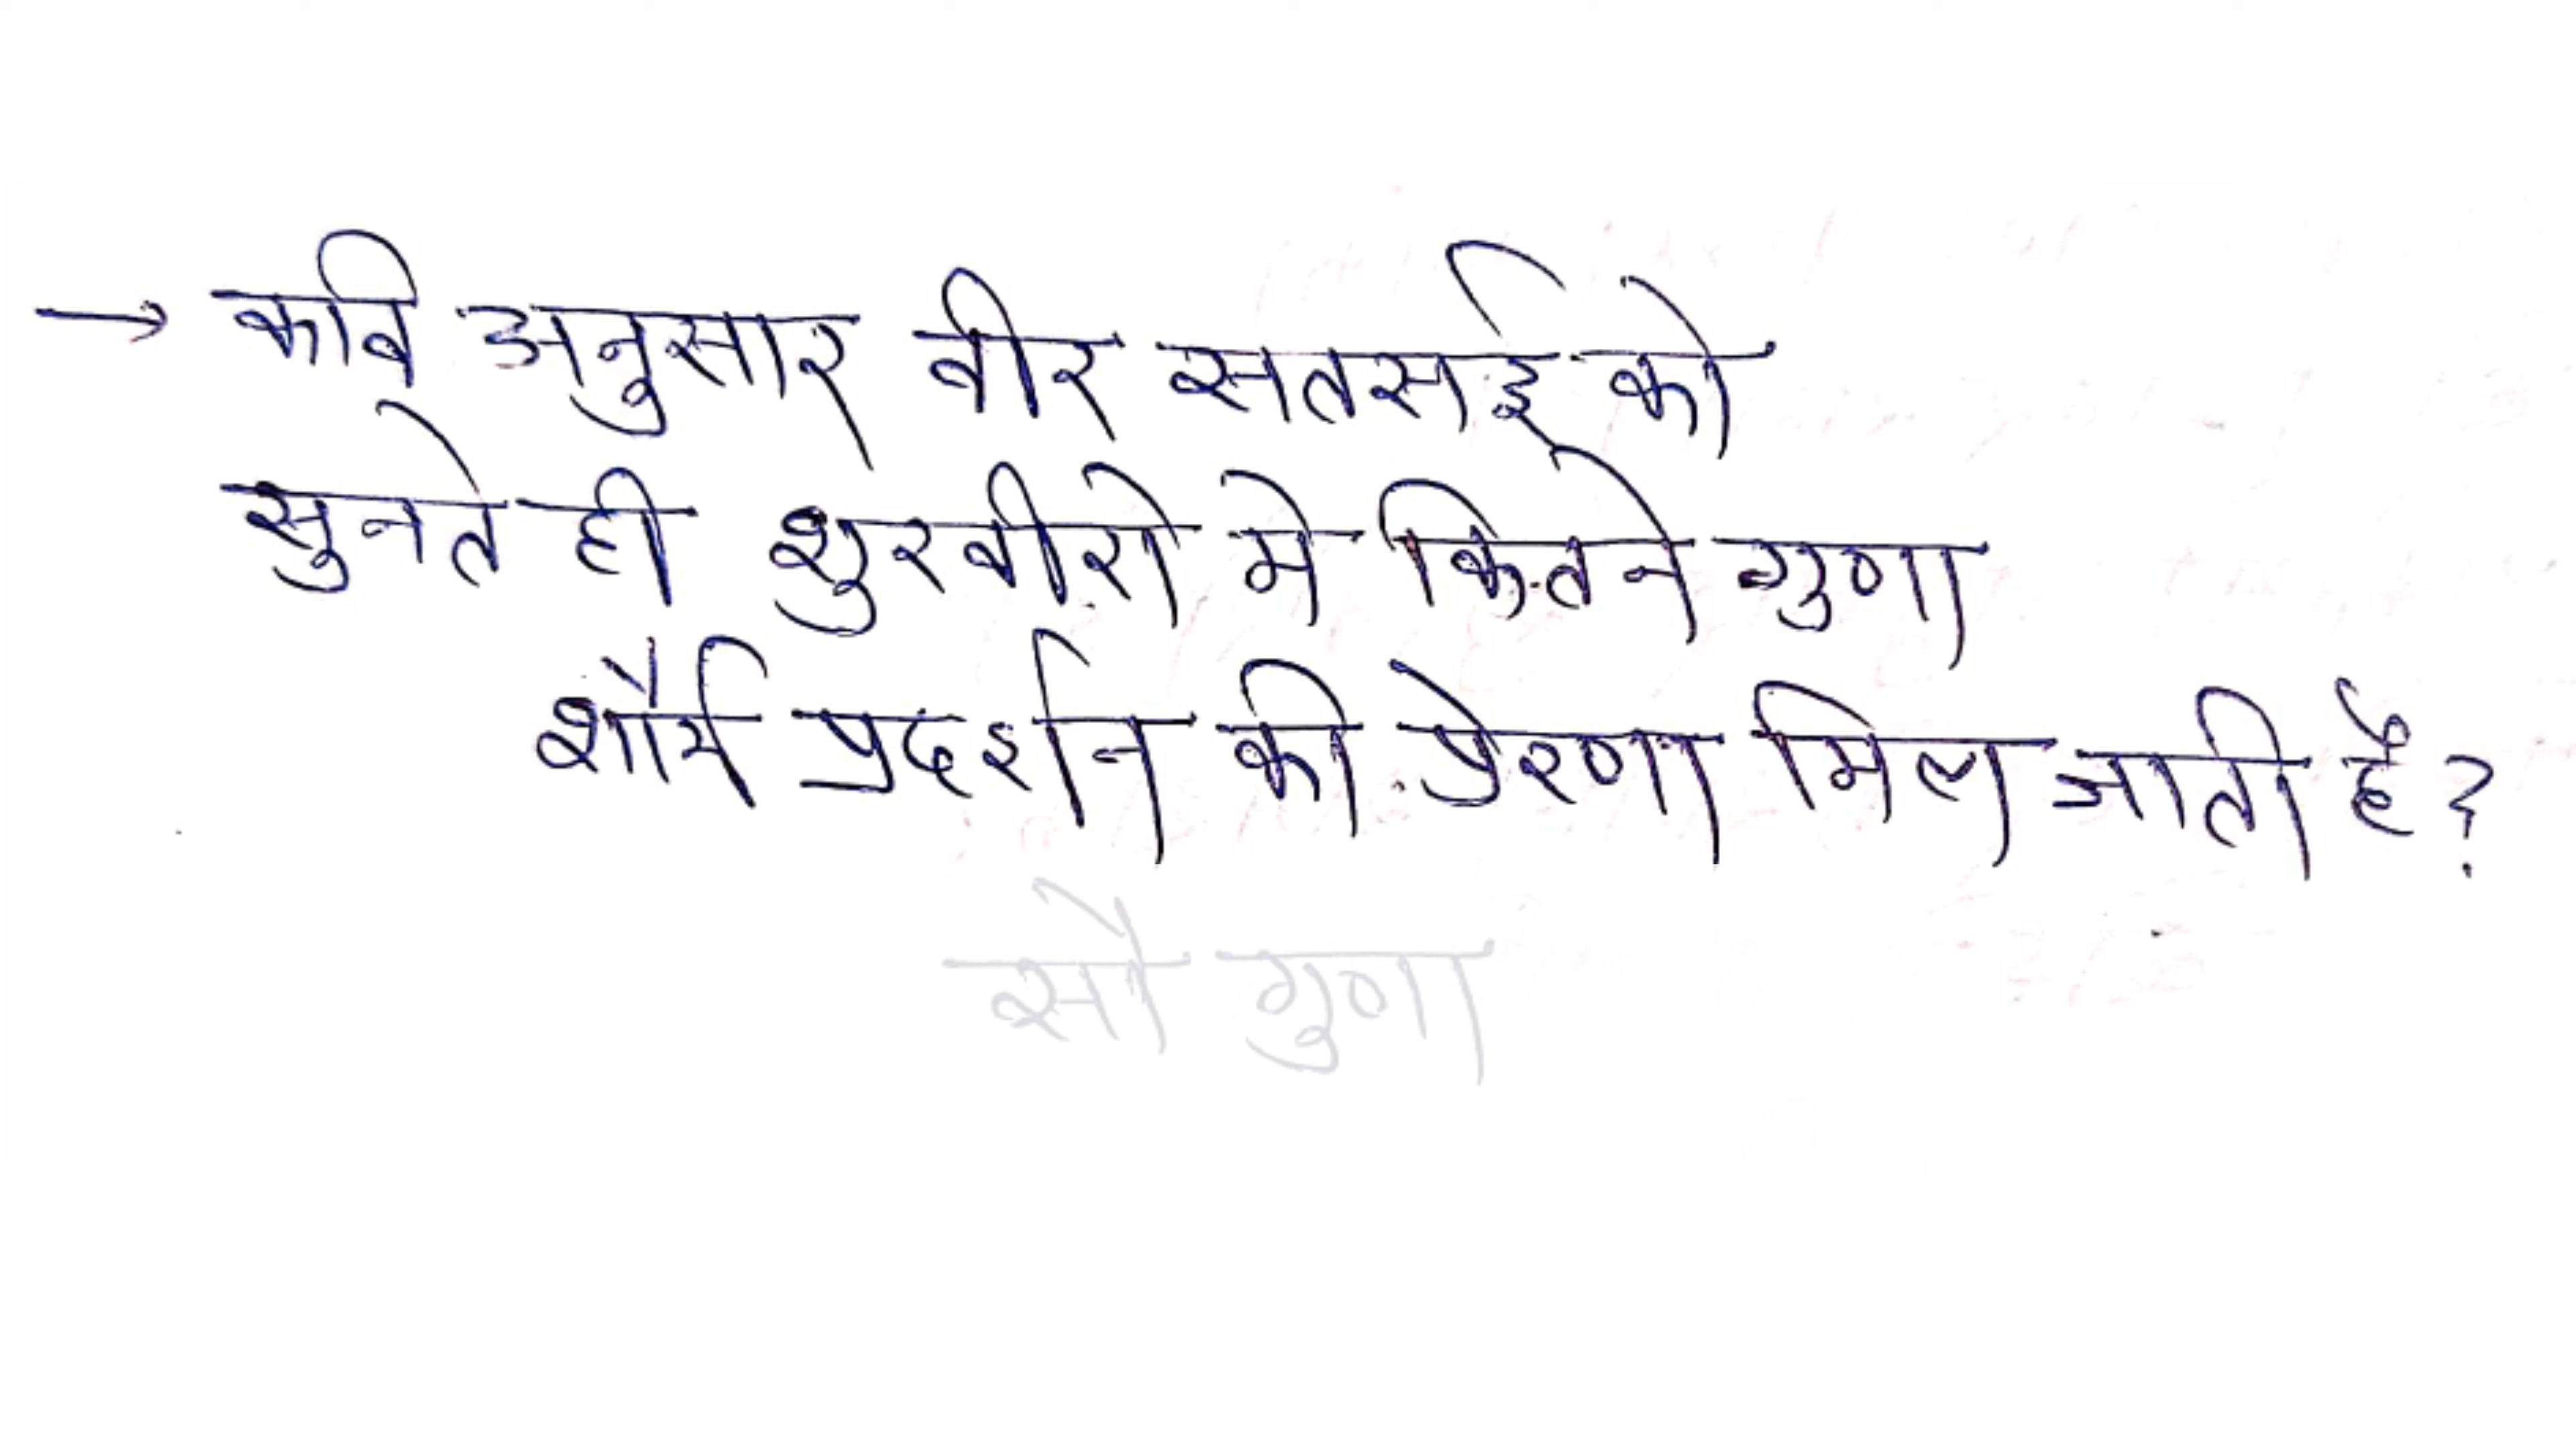 → कवि अनुसार वीर सतसई को
सुनते ही शुरवीरो मे कितने गुणा
शौर्य प्रदर्शन की प्रेरणा मिल जाती है?
सौ गुणा